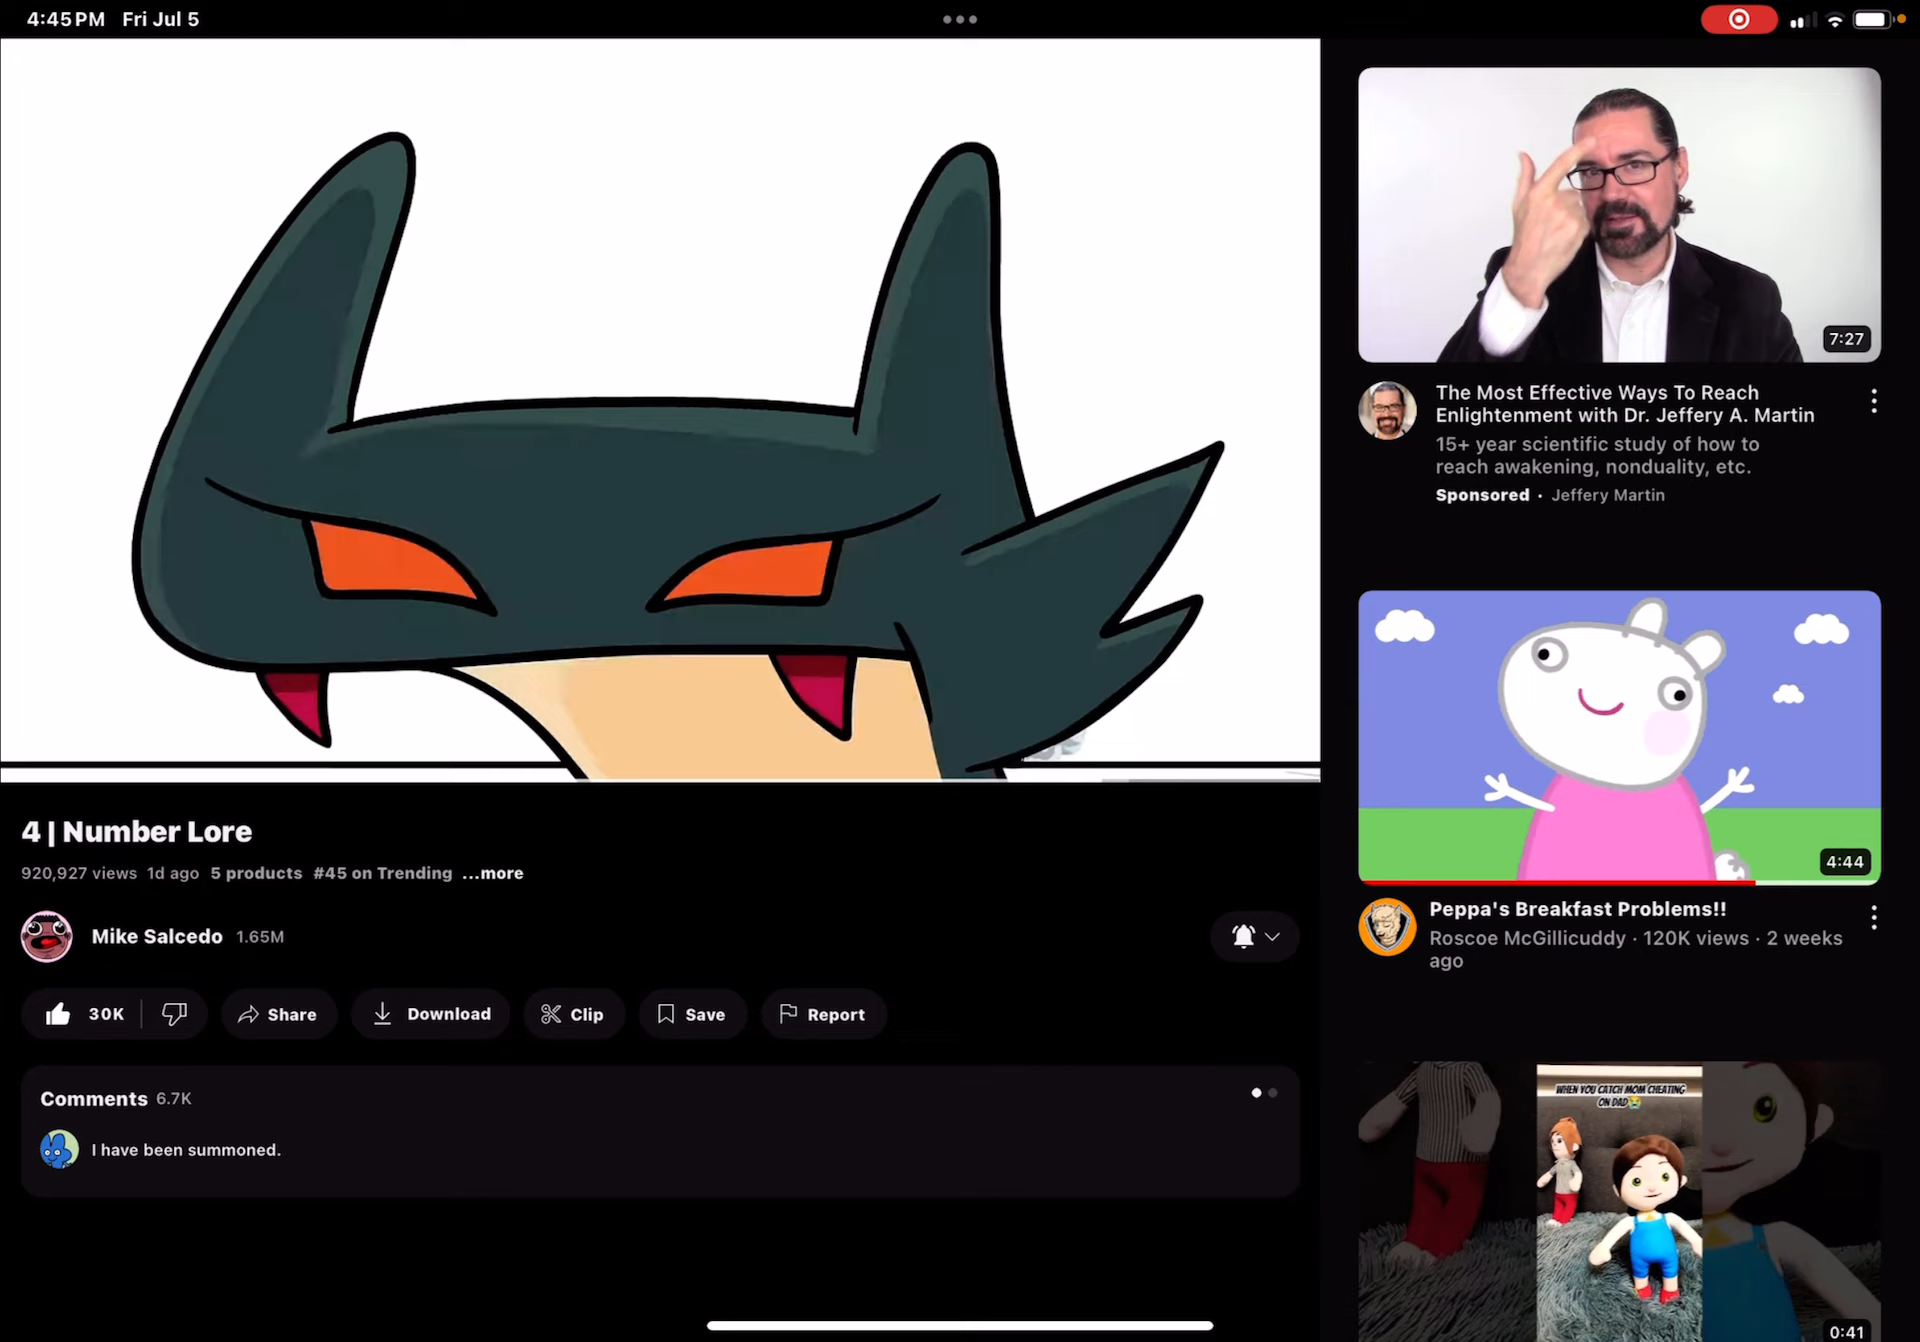 4:45 PM Fri Jul 5
7:27
The Most Effective Ways To Reach
Enlightenment with Dr. Jeffery A. Martin
15+ year scientific study of how to
reach awakening, nonduality, etc.
Sponsored · Jeffery Martin
4:44
Peppa's Breakfast Problems!!
Roscoe McGillicuddy · 120K views · 2 weeks
ago
WHEN YOU CATCH MOM CHEATING
ON DAD😭
0:41
4 | Number Lore
920,927 views 1d ago 5 products #45 on Trending ...more
Mike Salcedo 1.65M
30K
Share
Download
Clip
Save
Report
Comments 6.7K
I have been summoned.